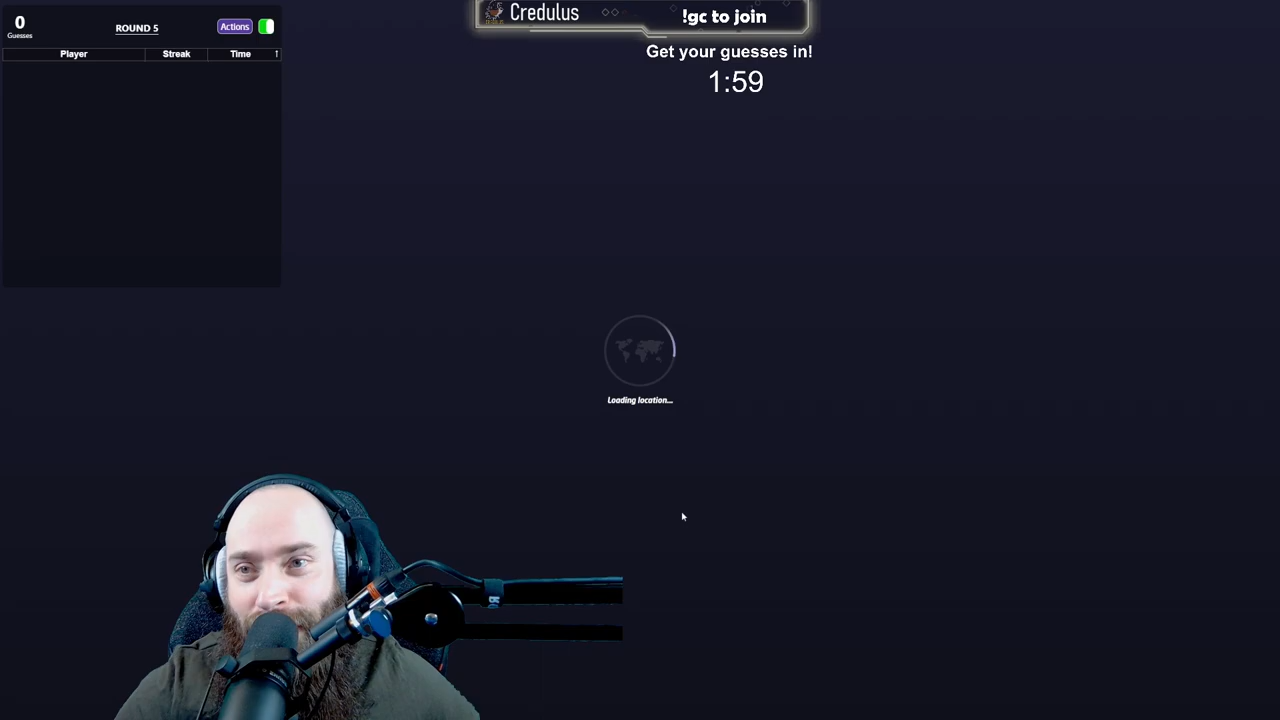 0
Guesses
ROUND 5
Actions
Player
Streak
Time
↑
Credulus
!gc to join
Get your guesses in!
1:59
Loading location...